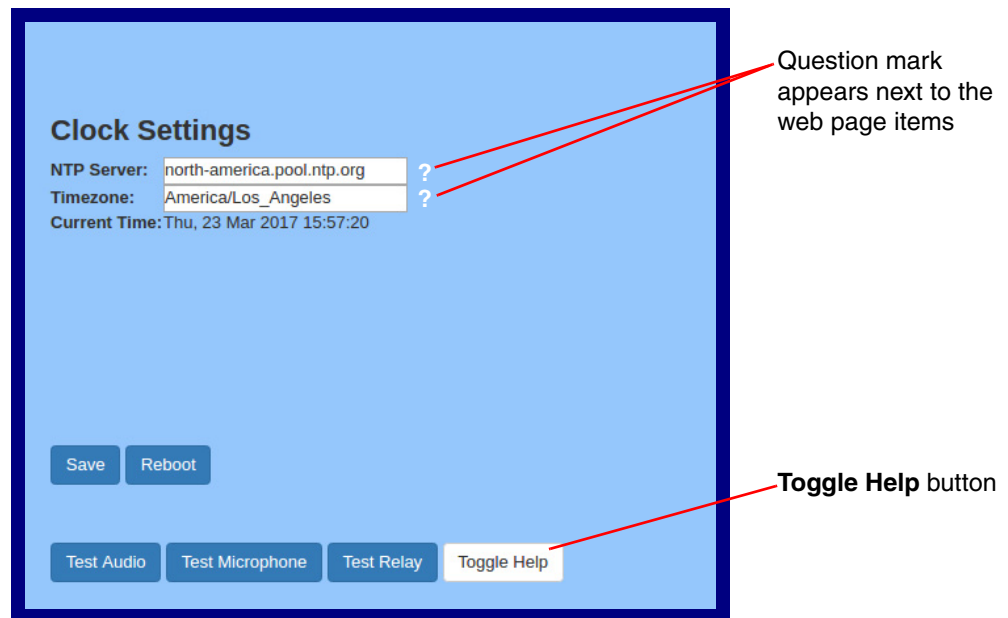 Question mark
appears next to the
web page items
Clock Settings
NTP Server: north-america.pool.ntp.org ?
Timezone: America/Los_Angeles ?
Current Time: Thu, 23 Mar 2017 15:57:20
Save Reboot
Toggle Help button
Test Audio Test Microphone Test Relay Toggle Help